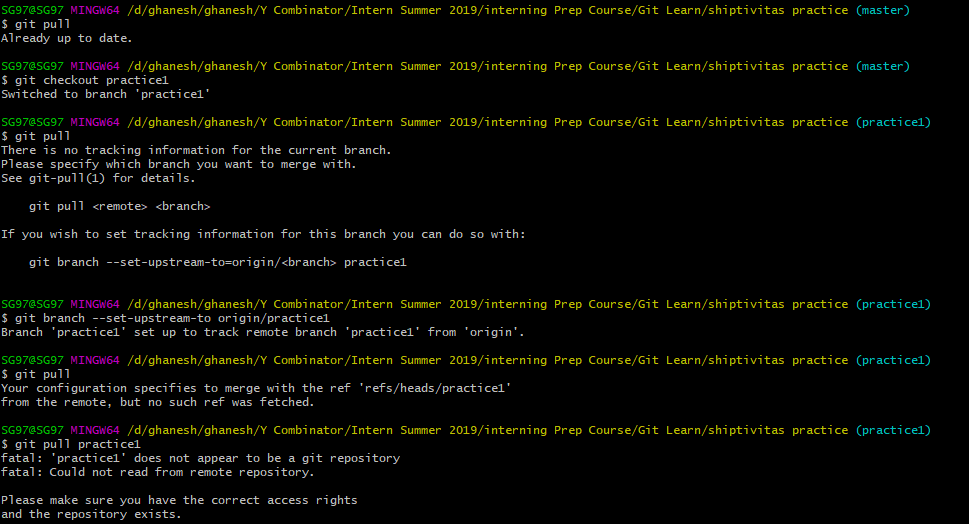 SG97@SG97 MINGW64 /d/ghanesh/ghanesh/Y Combinator/Intern Summer 2019/interning Prep Course/Git Learn/shiptivitas practice (master)
$ git pull
Already up to date.
SG97@SG97 MINGW64 /d/ghanesh/ghanesh/Y Combinator/Intern Summer 2019/interning Prep Course/Git Learn/shiptivitas practice (master)
$ git checkout practice1
Switched to branch 'practice1'
SG97@SG97 MINGW64 /d/ghanesh/ghanesh/Y Combinator/Intern Summer 2019/interning Prep Course/Git Learn/shiptivitas practice (practice1)
$ git pull
There is no tracking information for the current branch.
Please specify which branch you want to merge with.
See git-pull(1) for details.
git pull <remote> <branch>
If you wish to set tracking information for this branch you can do so with:
git branch --set-upstream-to=origin/<branch> practice1
SG97@SG97 MINGW64 /d/ghanesh/ghanesh/Y Combinator/Intern Summer 2019/interning Prep Course/Git Learn/shiptivitas practice (practice1)
$ git branch --set-upstream-to origin/practice1
Branch 'practice1' set up to track remote branch 'practice1' from 'origin'.
SG97@SG97 MINGW64 /d/ghanesh/ghanesh/Y Combinator/Intern Summer 2019/interning Prep Course/Git Learn/shiptivitas practice (practice1)
$ git pull
Your configuration specifies to merge with the ref 'refs/heads/practice1'
from the remote, but no such ref was fetched.
SG97@SG97 MINGW64 /d/ghanesh/ghanesh/Y Combinator/Intern Summer 2019/interning Prep Course/Git Learn/shiptivitas practice (practice1)
$ git pull practice1
fatal: 'practice1' does not appear to be a git repository
fatal: Could not read from remote repository.
Please make sure you have the correct access rights
and the repository exists.